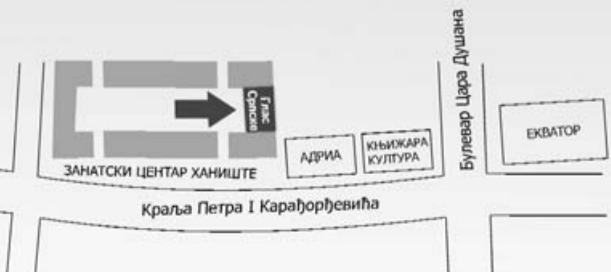 Глас
Српске
ЗАНАТСКИ ЦЕНТАР ХАНИШТЕ
АДРИА
КЊИЖАРА
КУЛТУРА
Булевар Цара Душана
ЕКВАТОР
Краља Петра I Карађорђевића